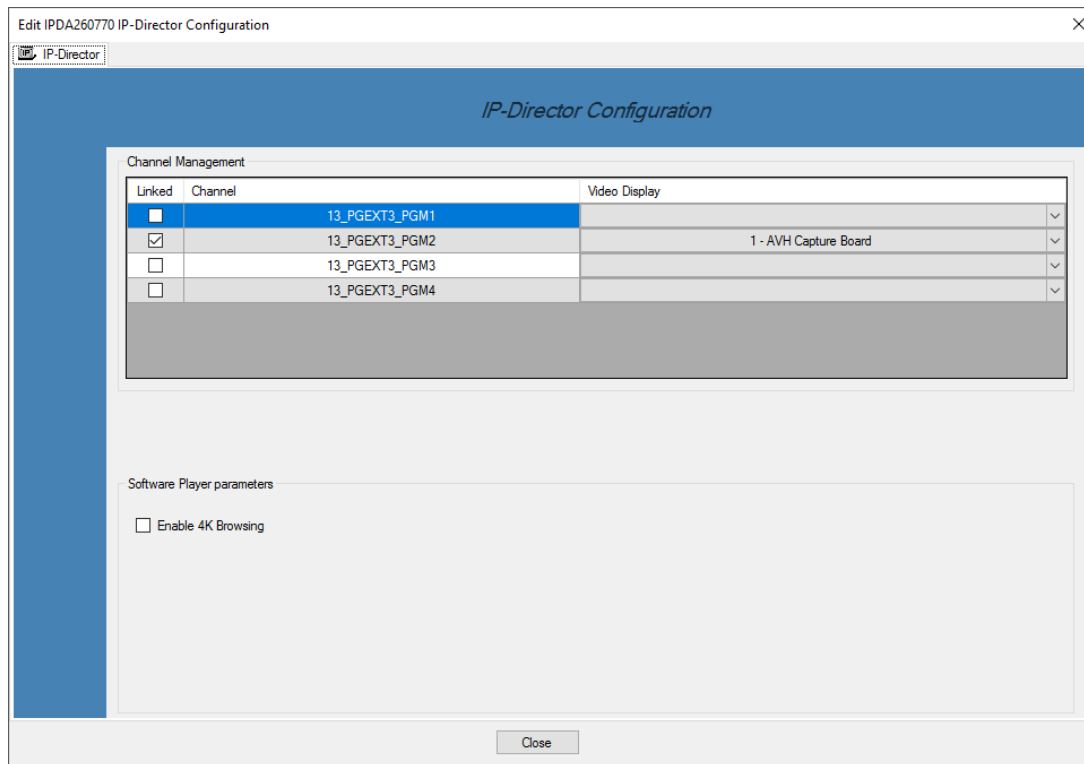 Edit IPDA260770 IP-Director Configuration
IP-Director
IP-Director Configuration
Channel Management
Linked Channel Video Display
13_PGEXT3_PGM1
13_PGEXT3_PGM2 1 - AVH Capture Board
13_PGEXT3_PGM3
13_PGEXT3_PGM4
Software Player parameters
Enable 4K Browsing
Close